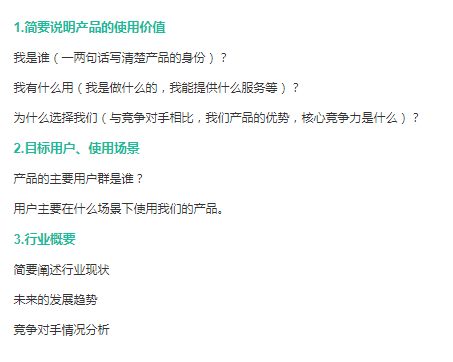 1.简要说明产品的使用价值
我是谁（一两句话写清楚产品的身份）？
我有什么用（我是做什么的，我能提供什么服务等）？
为什么选择我们（与竞争对手相比，我们产品的优势，核心竞争力是什么）？
2.目标用户、使用场景
产品的主要用户群是谁？
用户主要在什么场景下使用我们的产品。
3.行业概要
简要阐述行业现状
未来的发展趋势
竞争对手情况分析